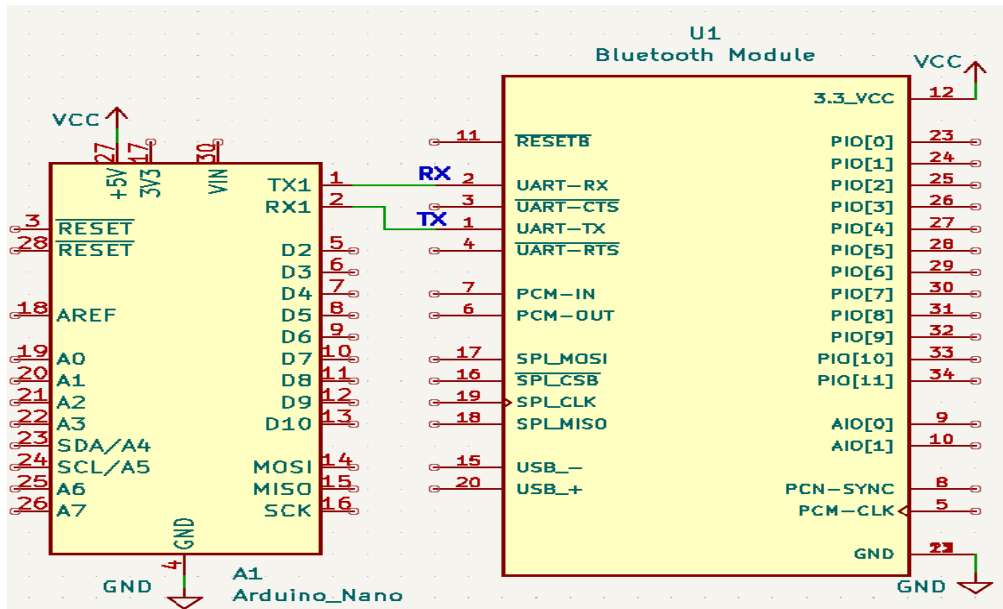 VCC
27
17
30
+5V
3V3
VIN
TX1 1
RX1 2
3 RESET
28 RESET
D2 5
D3 6
D4 7
18 AREF
D5 8
D6 9
19 A0
D7 10
20 A1
D8 11
21 A2
D9 12
22 A3
D10 13
23 SDA/A4
24 SCL/A5
MOSI 14
25 A6
MISO 15
26 A7
SCK 16
GND
4
GND
A1
Arduino_Nano
RX
TX
U1
Bluetooth Module
VCC
3.3_VCC 12
11 RESETB
2 UART-RX
3 UART-CTS
1 UART-TX
4 UART-RTS
7 PCM-IN
6 PCM-OUT
17 SPI_MOSI
16 SPI_CSB
19 SPI_CLK
18 SPI_MISO
15 USB_-
20 USB_+
PIO[0] 23
PIO[1] 24
PIO[2] 25
PIO[3] 26
PIO[4] 27
PIO[5] 28
PIO[6] 29
PIO[7] 30
PIO[8] 31
PIO[9] 32
PIO[10] 33
PIO[11] 34
AIO[0] 9
AIO[1] 10
PCN-SYNC 8
PCM-CLK 5
GND
GND